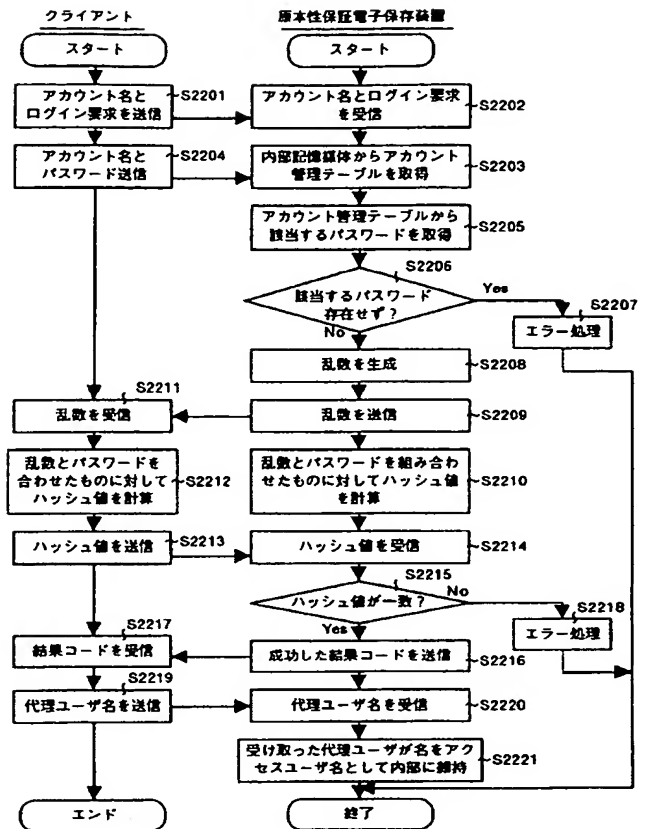 クライアント
原本性保証電子保存装置
スタート
スタート
アカウント名と
ログイン要求を送信
S2201
アカウント名とログイン要求
を受信
S2202
アカウント名と
パスワード送信
S2204
内部記憶媒体からアカウント
管理テーブルを取得
S2203
アカウント管理テーブルから
該当するパスワードを取得
S2205
S2206
該当するパスワード
存在せず?
Yes
No
S2207
エラー処理
乱数を生成
S2208
S2211
乱数を受信
乱数を送信
S2209
乱数とパスワードを
合わせたものに対して
ハッシュ値を計算
S2212
乱数とパスワードを組み合わ
せたものに対してハッシュ値
を計算
S2210
ハッシュ値を送信
S2213
ハッシュ値を受信
S2214
S2215
ハッシュ値が一致?
No
Yes
S2218
エラー処理
S2217
結果コードを受信
成功した結果コードを送信
S2216
S2219
代理ユーザ名を送信
代理ユーザ名を受信
S2220
受け取った代理ユーザが名をアク
セスユーザ名として内部に維持
S2221
エンド
終了